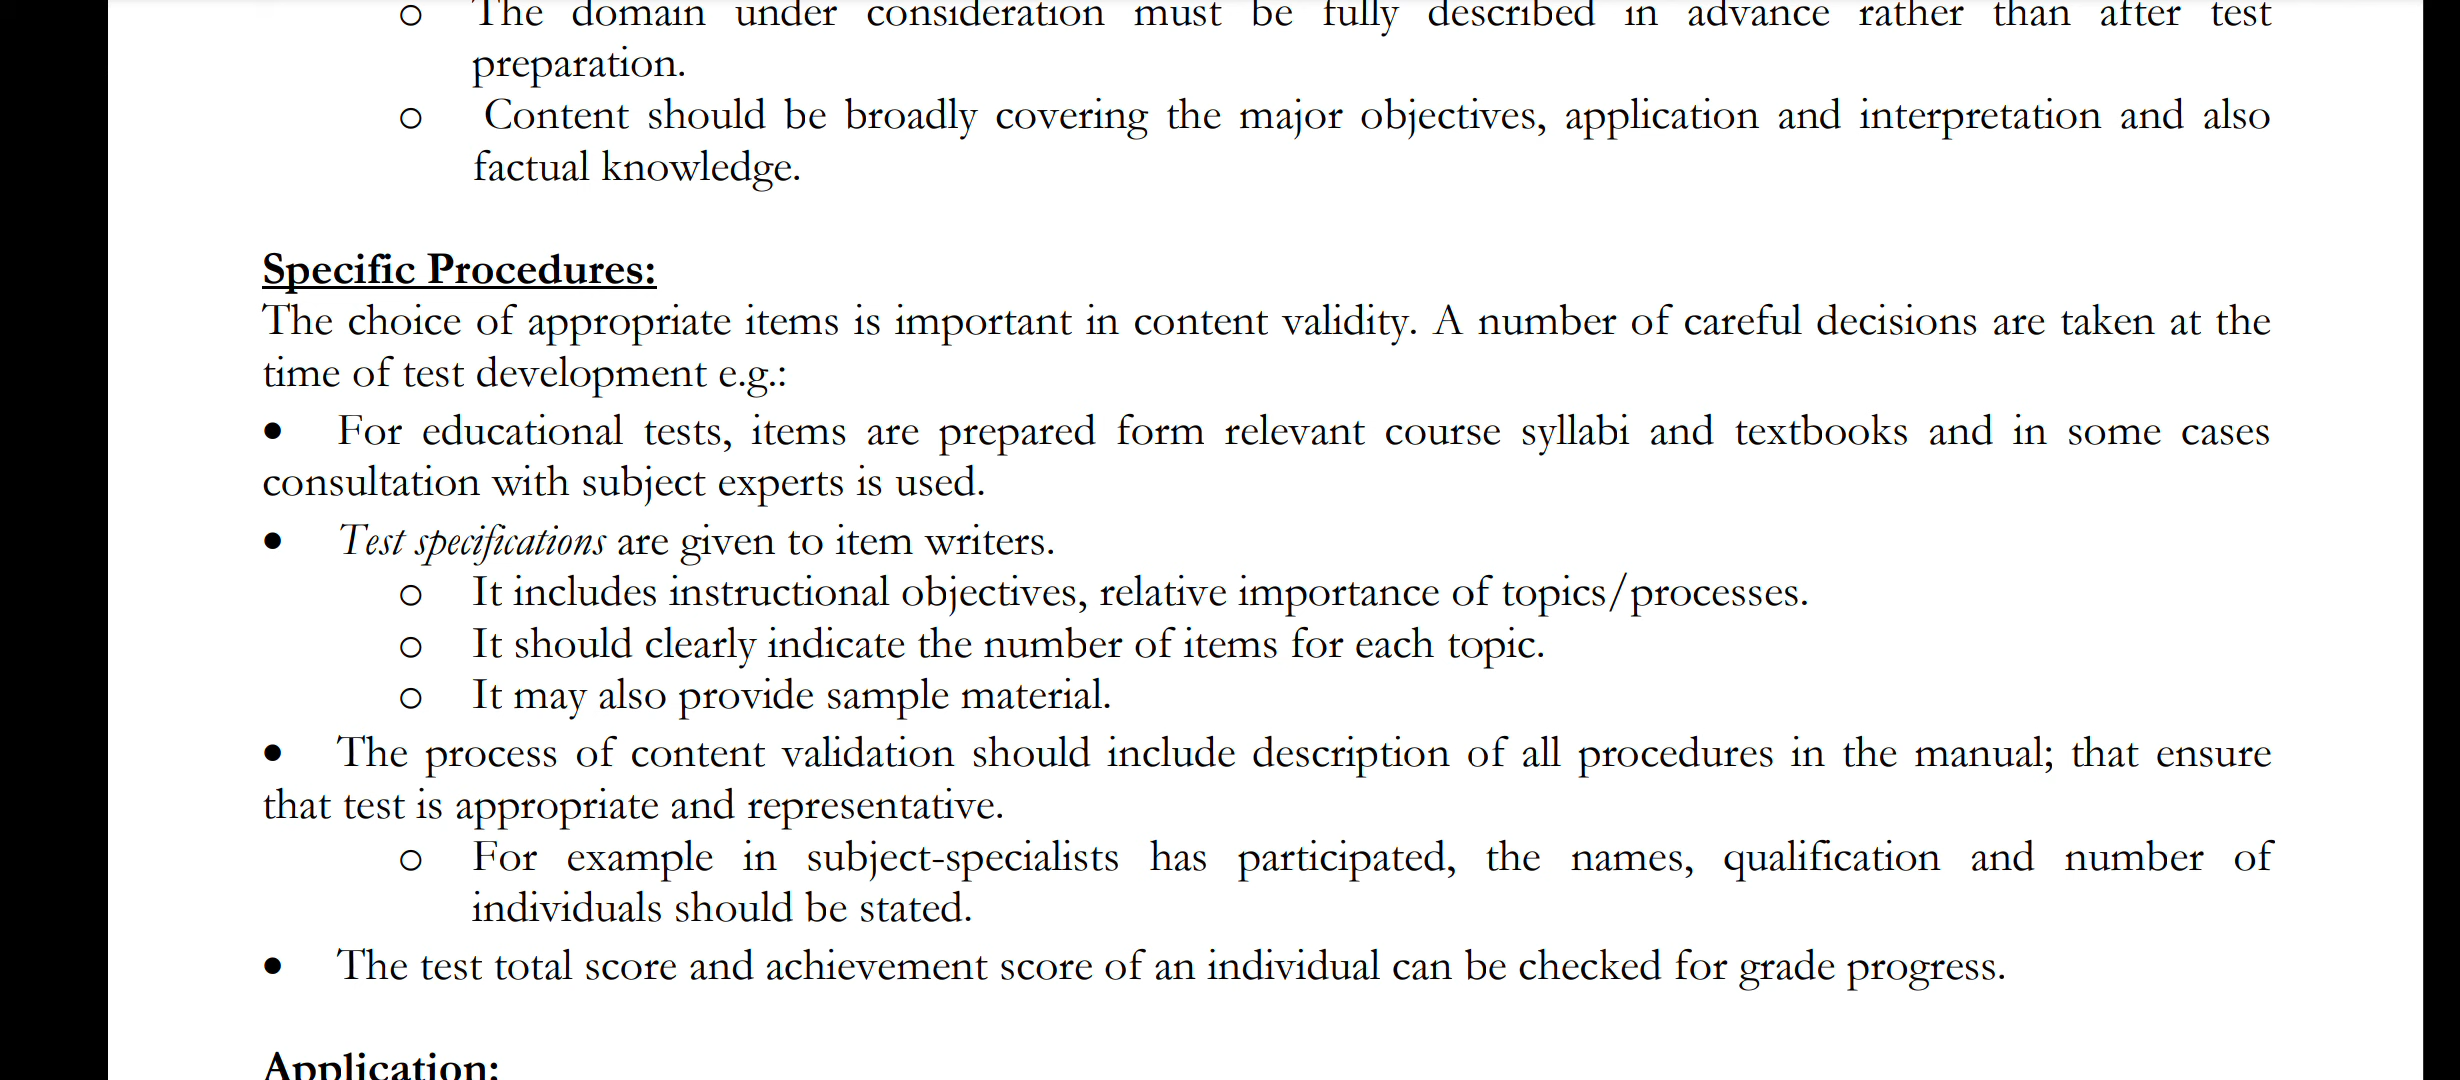 o The domain under consideration must be fully described in advance rather than after test
preparation.
o Content should be broadly covering the major objectives, application and interpretation and also
factual knowledge.
Specific Procedures:
The choice of appropriate items is important in content validity. A number of careful decisions are taken at the
time of test development e.g.:
● For educational tests, items are prepared form relevant course syllabi and textbooks and in some cases
consultation with subject experts is used.
● Test specifications are given to item writers.
o It includes instructional objectives, relative importance of topics/processes.
o It should clearly indicate the number of items for each topic.
o It may also provide sample material.
● The process of content validation should include description of all procedures in the manual; that ensure
that test is appropriate and representative.
o For example in subject-specialists has participated, the names, qualification and number of
individuals should be stated.
● The test total score and achievement score of an individual can be checked for grade progress.
Application: